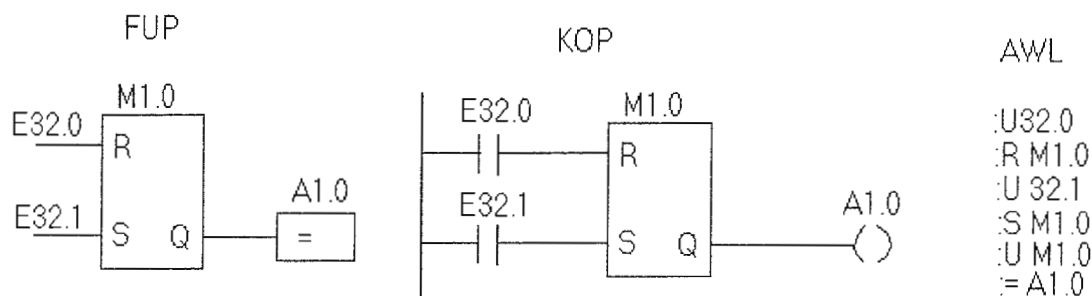 FUP
M1.0
E32.0
R
E32.1
S Q
A1.0
=
KOP
E32.0
M1.0
R
E32.1
S Q
A1.0
( )
AWL
:U32.0
:R M1.0
:U 32.1
:S M1.0
:U M1.0
:= A1.0